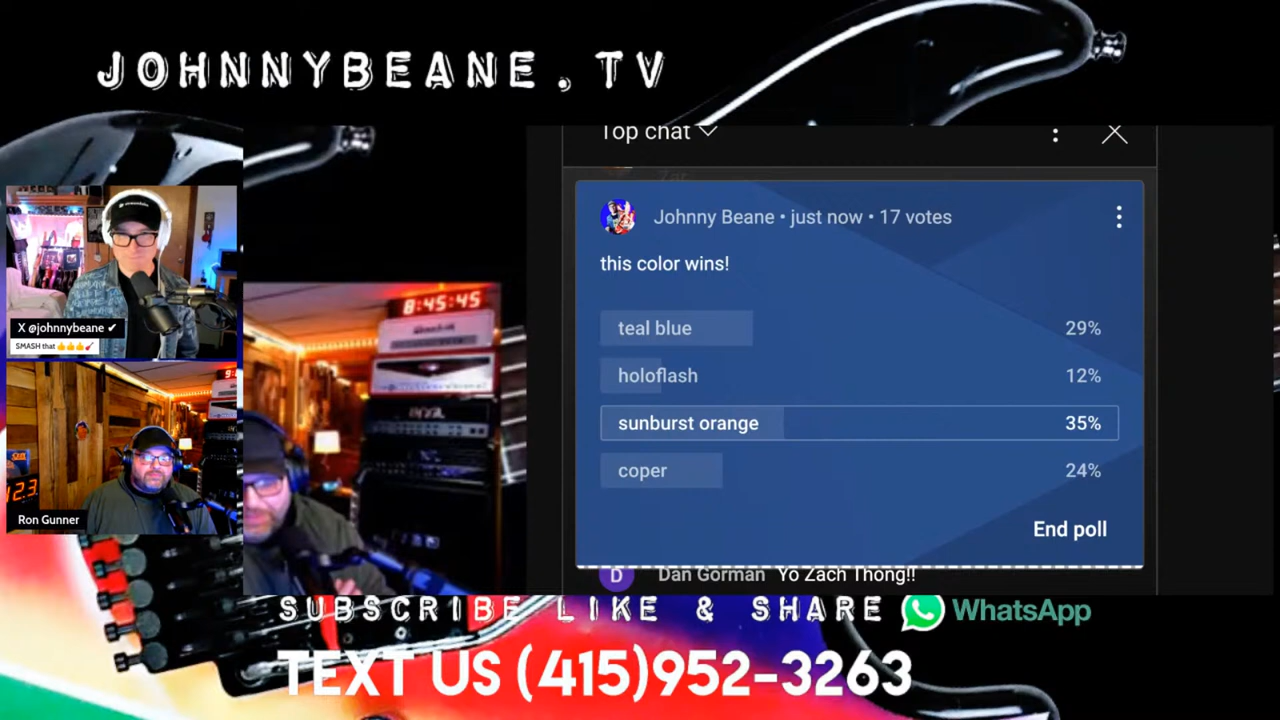 JOHNNYBEANE.TV
Top chat
Johnny Beane • just now • 17 votes
this color wins!
teal blue 29%
holoflash 12%
sunburst orange 35%
coper 24%
End poll
D Dan Gorman Yo Zach Thong!!
X @johnnybeane ✔
SMASH that 👍👍👍🎸
8:45:45
12.3
Ron Gunner
SUBSCRIBE LIKE & SHARE WhatsApp
TEXT US (415)952-3263